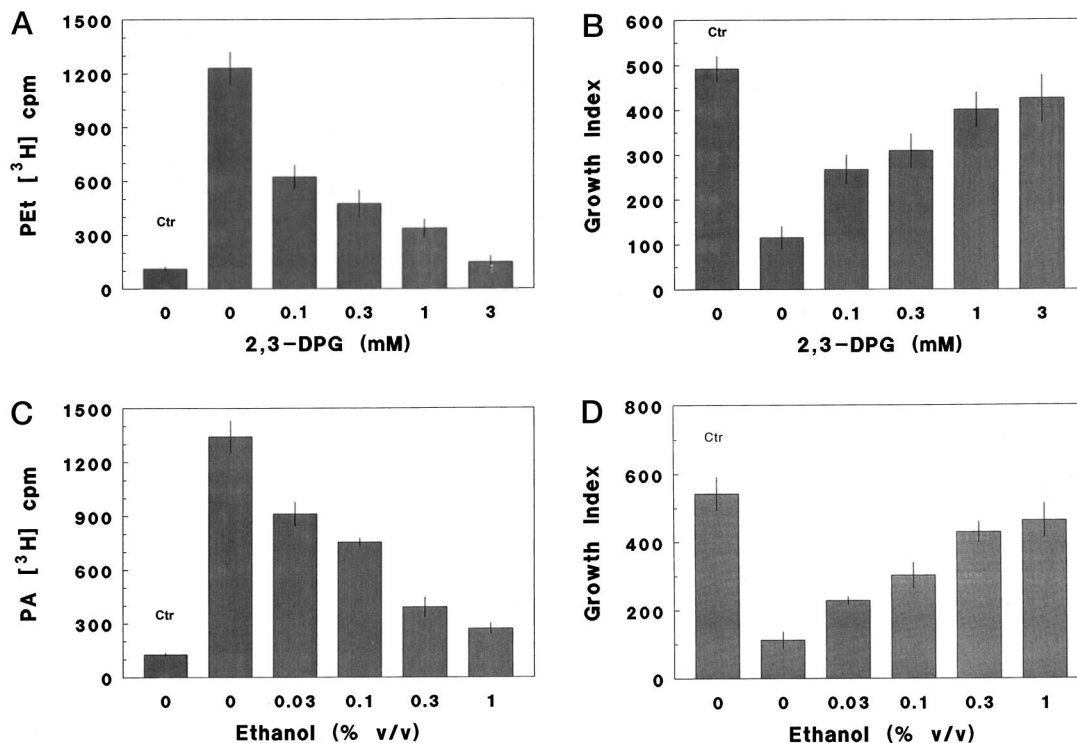 A
PEt [³H] cpm
1500
1200
900
600
300
0
Ctr
0 0 0.1 0.3 1 3
2,3-DPG (mM)
B
Growth Index
600
500
400
300
200
100
0
Ctr
0 0 0.1 0.3 1 3
2,3-DPG (mM)
C
PA [³H] cpm
1500
1200
900
600
300
0
Ctr
0 0 0.03 0.1 0.3 1
Ethanol (% v/v)
D
Growth Index
800
600
400
200
0
Ctr
0 0 0.03 0.1 0.3 1
Ethanol (% v/v)